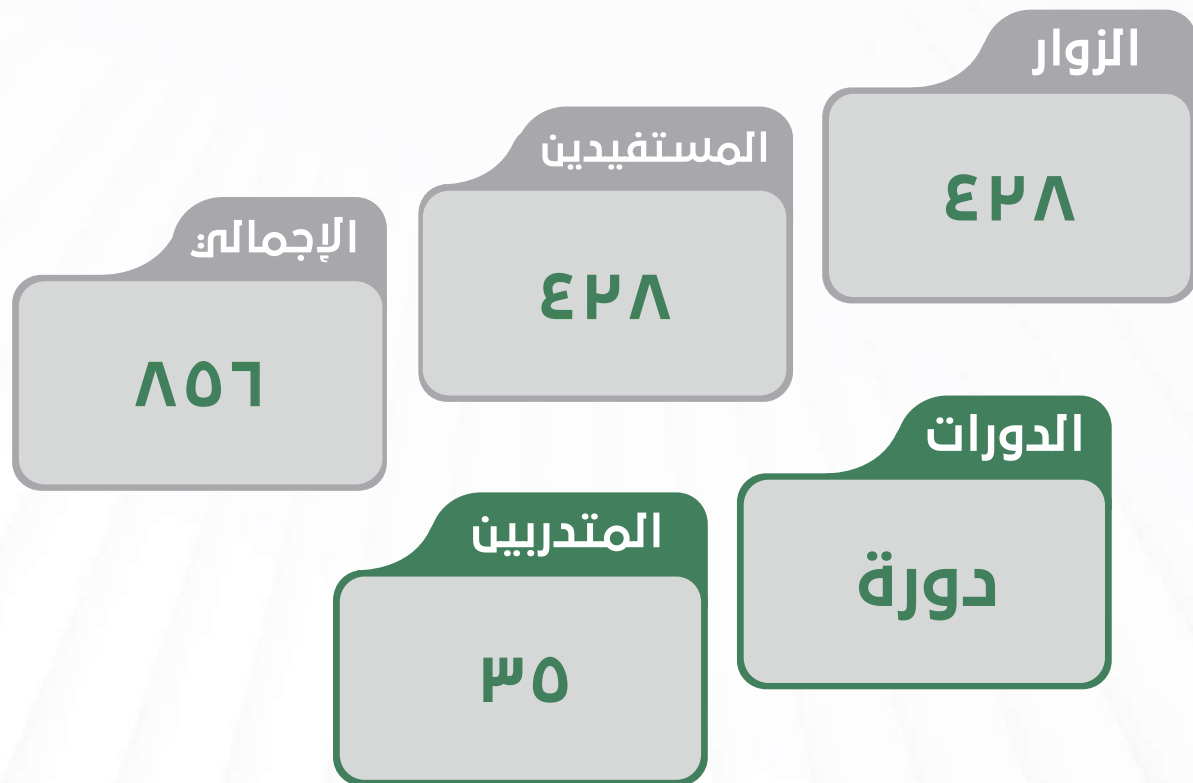 الزوار
٤٢٨
المستفيدين
٤٢٨
الإجمالي
٨٥٦
الدورات
دورة
المتدربين
٣٥